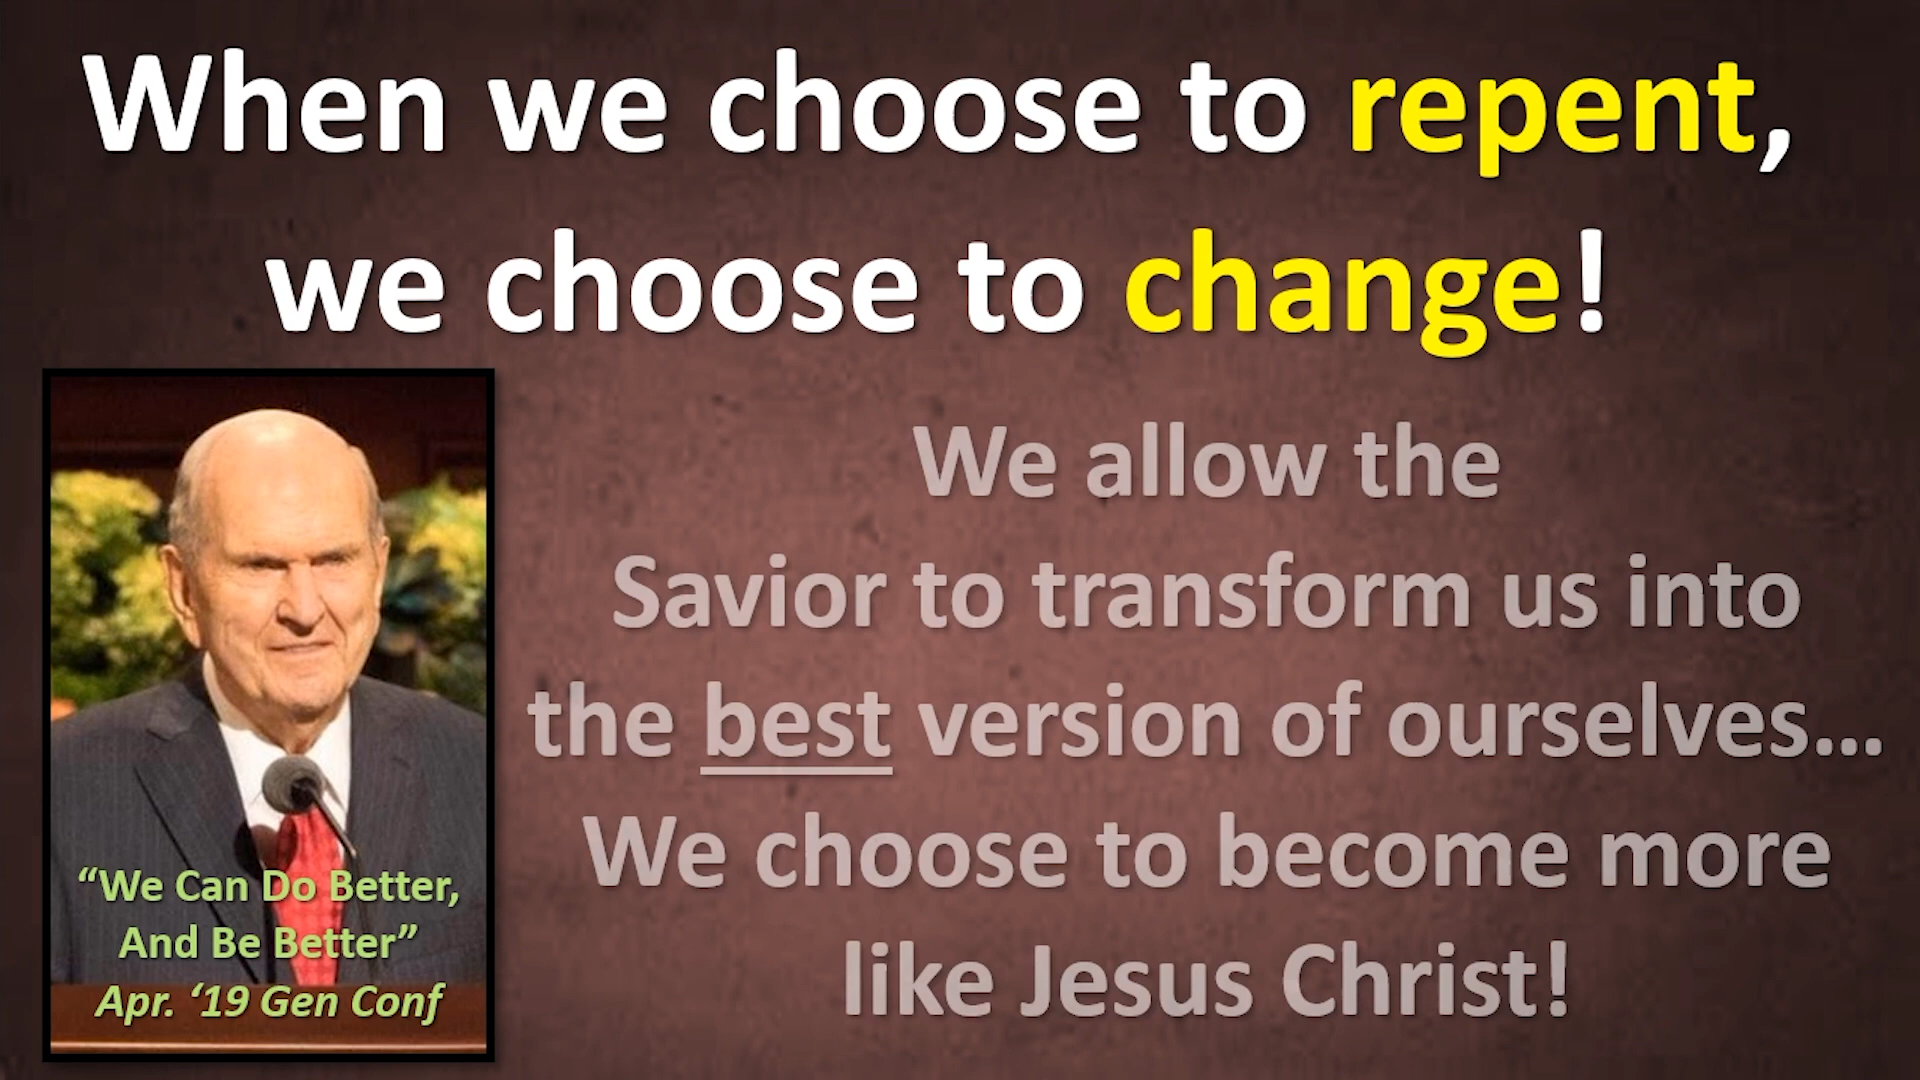 When we choose to repent,
we choose to change!
We allow the
Savior to transform us into
the best version of ourselves...
We choose to become more
like Jesus Christ!
“We Can Do Better,
And Be Better”
Apr. ‘19 Gen Conf